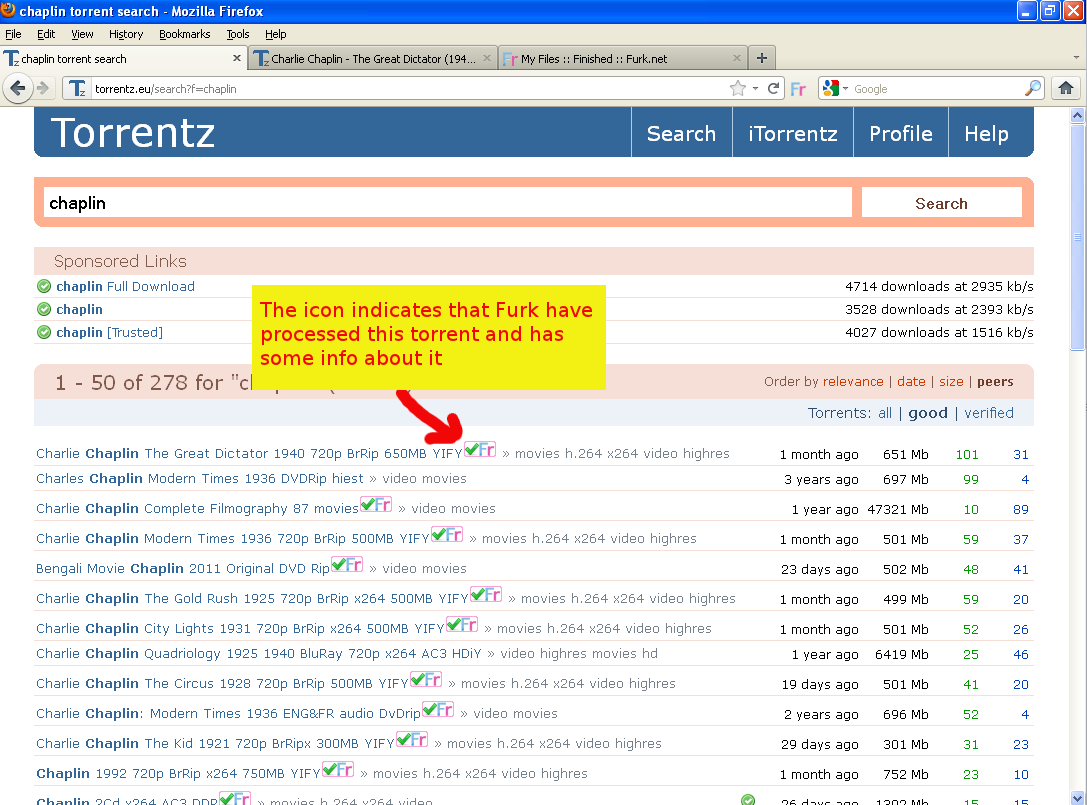 chaplin torrent search - Mozilla Firefox
File Edit View History Bookmarks Tools Help
Tz chaplin torrent search × Tz Charlie Chaplin - The Great Dictator (194... × Fr My Files :: Finished :: Furk.net × +
Tz torrentz.eu/search?f=chaplin Fr Google
Torrentz Search iTorrentz Profile Help
chaplin Search
Sponsored Links
chaplin Full Download 4714 downloads at 2935 kb/s
chaplin 3528 downloads at 2393 kb/s
chaplin [Trusted] 4027 downloads at 1516 kb/s
The icon indicates that Furk have
processed this torrent and has
some info about it
1 - 50 of 278 for "c Order by relevance | date | size | peers
Torrents: all | good | verified
Charlie Chaplin The Great Dictator 1940 720p BrRip 650MB YIFY Fr » movies h.264 x264 video highres 1 month ago 651 Mb 101 31
Charles Chaplin Modern Times 1936 DVDRip hiest » video movies 3 years ago 697 Mb 99 4
Charlie Chaplin Complete Filmography 87 movies Fr » video movies 1 year ago 47321 Mb 10 89
Charlie Chaplin Modern Times 1936 720p BrRip 500MB YIFY Fr » movies h.264 x264 video highres 1 month ago 501 Mb 59 37
Bengali Movie Chaplin 2011 Original DVD Rip Fr » video movies 23 days ago 502 Mb 48 41
Charlie Chaplin The Gold Rush 1925 720p BrRip x264 500MB YIFY Fr » movies h.264 x264 video highres 1 month ago 499 Mb 59 20
Charlie Chaplin City Lights 1931 720p BrRip x264 500MB YIFY Fr » movies h.264 x264 video highres 1 month ago 501 Mb 52 26
Charlie Chaplin Quadriology 1925 1940 BluRay 720p x264 AC3 HDiY » video highres movies hd 1 year ago 6419 Mb 25 46
Charlie Chaplin The Circus 1928 720p BrRip 500MB YIFY Fr » movies h.264 x264 video highres 19 days ago 501 Mb 41 20
Charlie Chaplin: Modern Times 1936 ENG&FR audio DvDrip Fr » video movies 2 years ago 696 Mb 52 4
Charlie Chaplin The Kid 1921 720p BrRipx 300MB YIFY Fr » movies h.264 x264 video highres 29 days ago 301 Mb 31 23
Chaplin 1992 720p BrRip x264 750MB YIFY Fr » movies h.264 x264 video highres 1 month ago 752 Mb 23 10
Chaplin 2Cd x264 AC3 DDR Fr » movies h.264 x264 video 26 days ago 1302 Mb 15 15